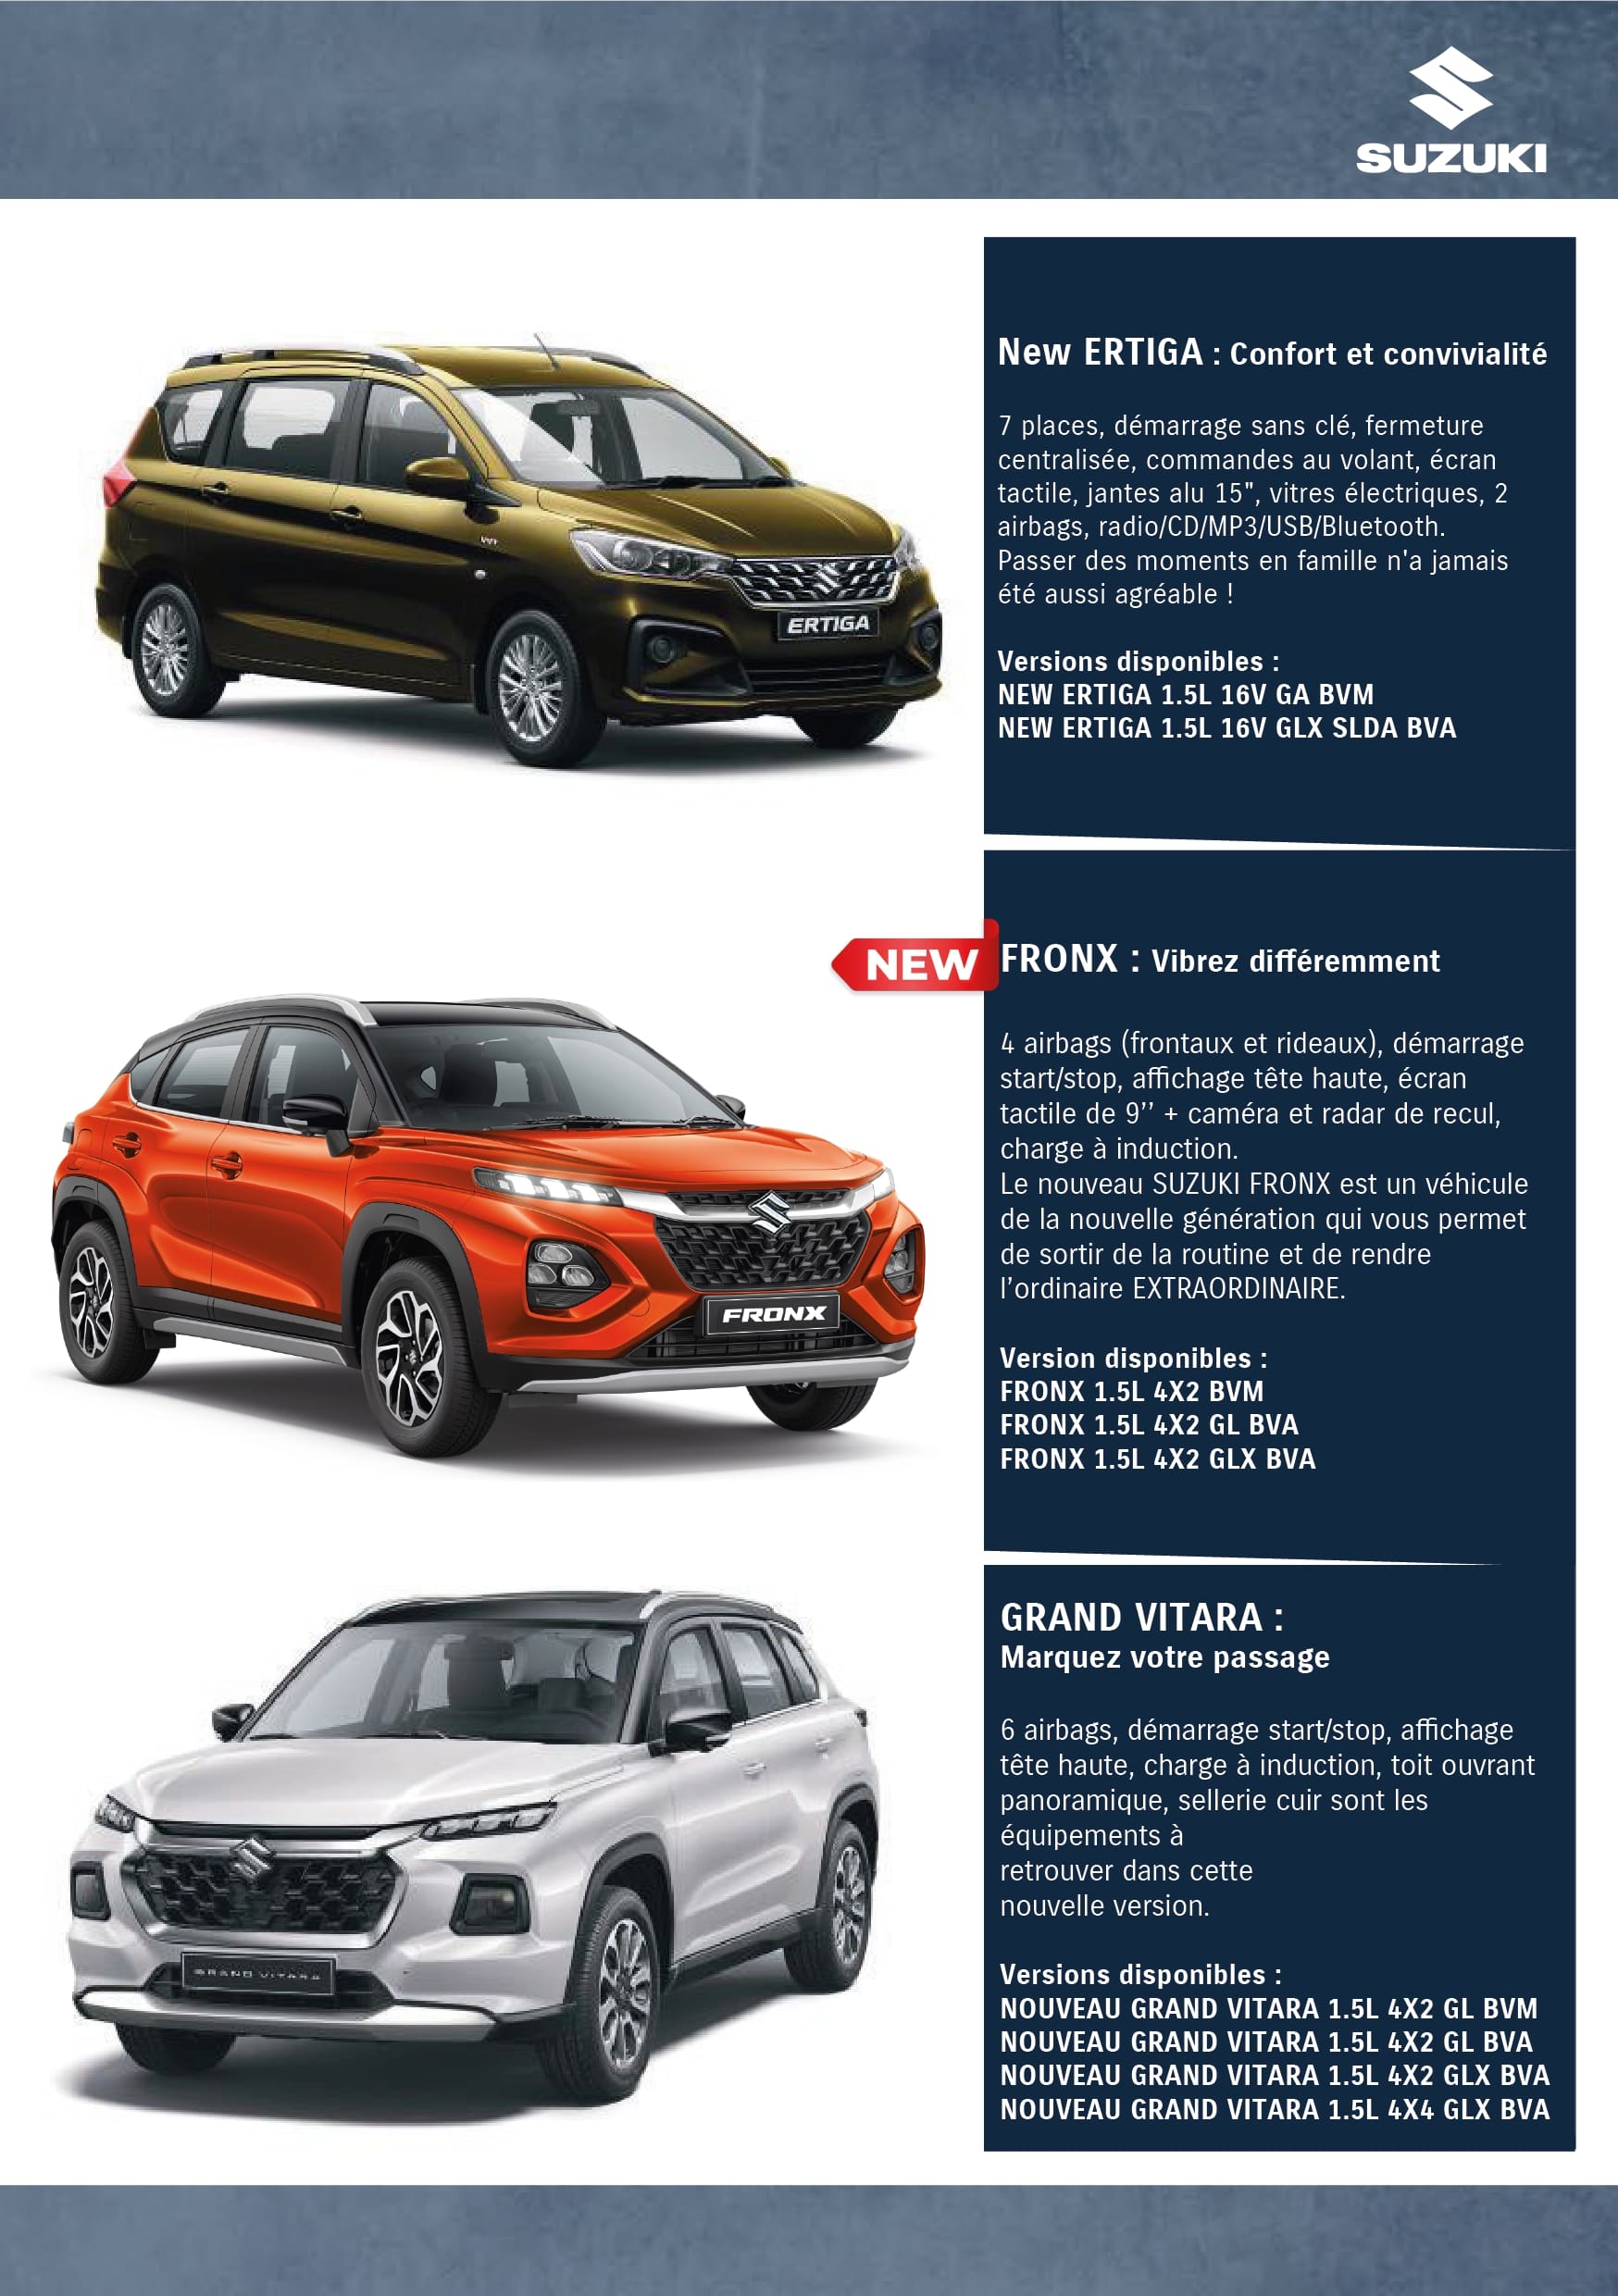 SUZUKI
New ERTIGA : Confort et convivialité
7 places, démarrage sans clé, fermeture
centralisée, commandes au volant, écran
tactile, jantes alu 15", vitres électriques, 2
airbags, radio/CD/MP3/USB/Bluetooth.
Passer des moments en famille n'a jamais
été aussi agréable !
Versions disponibles :
NEW ERTIGA 1.5L 16V GA BVM
NEW ERTIGA 1.5L 16V GLX SLDA BVA
ERTIGA
NEW
FRONX : Vibrez différemment
4 airbags (frontaux et rideaux), démarrage
start/stop, affichage tête haute, écran
tactile de 9’’ + caméra et radar de recul,
charge à induction.
Le nouveau SUZUKI FRONX est un véhicule
de la nouvelle génération qui vous permet
de sortir de la routine et de rendre
l’ordinaire EXTRAORDINAIRE.
Version disponibles :
FRONX 1.5L 4X2 BVM
FRONX 1.5L 4X2 GL BVA
FRONX 1.5L 4X2 GLX BVA
FRONX
GRAND VITARA :
Marquez votre passage
6 airbags, démarrage start/stop, affichage
tête haute, charge à induction, toit ouvrant
panoramique, sellerie cuir sont les
équipements à
retrouver dans cette
nouvelle version.
Versions disponibles :
NOUVEAU GRAND VITARA 1.5L 4X2 GL BVM
NOUVEAU GRAND VITARA 1.5L 4X2 GL BVA
NOUVEAU GRAND VITARA 1.5L 4X2 GLX BVA
NOUVEAU GRAND VITARA 1.5L 4X4 GLX BVA
GRAND VITARA